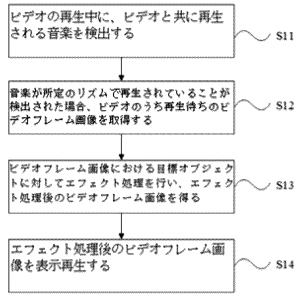 ビデオの再生中に、ビデオと共に再生
される音楽を検出する
S11
音楽が所定のリズムで再生されていることが
検出された場合、ビデオのうち再生待ちのビ
デオフレーム画像を取得する
S12
ビデオフレーム画像における目標オブジェク
トに対してエフェクト処理を行い、エフェク
ト処理後のビデオフレーム画像を得る
S13
エフェクト処理後のビデオフレーム画
像を表示再生する
S14